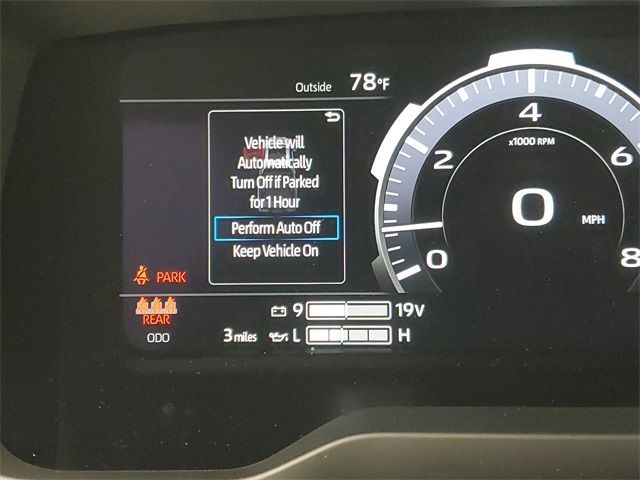 Outside 78°F
Vehicle will
Automatically
Turn Off if Parked
for 1 Hour
Perform Auto Off
Keep Vehicle On
PARK
REAR
ODO
3 miles
9 19V
L H
0
2
4
6
8
x1000 RPM
0 MPH